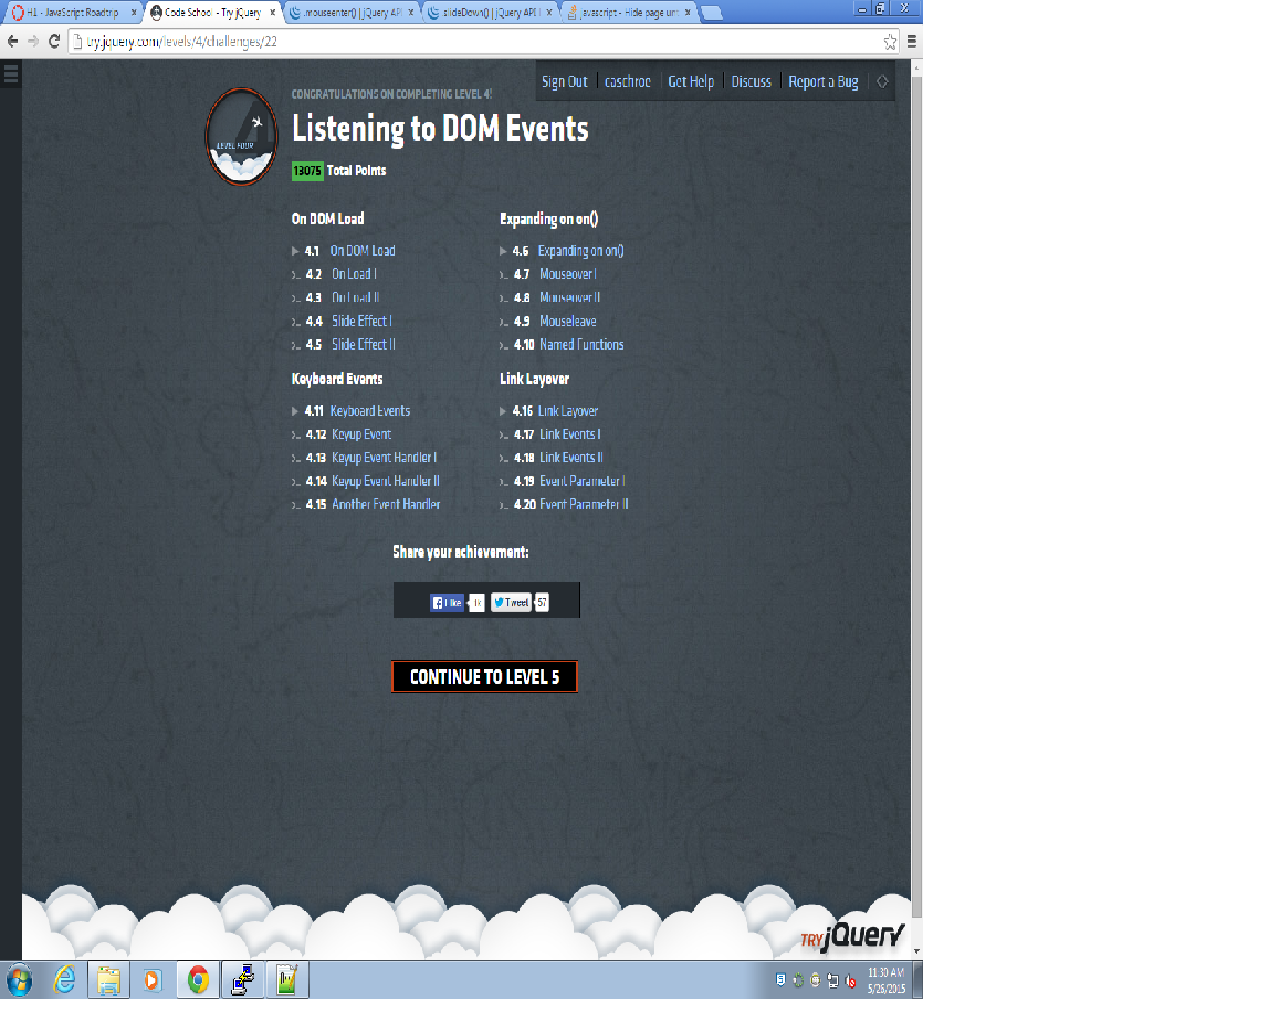 H1 - JavaScript Roadtrip
Code School - Try jQuery
.mouseenter() | jQuery API
.slideDown() | jQuery API
javascript - Hide page unt
try.jquery.com/levels/4/challenges/22
Sign Out
caschroe
Get Help
Discuss
Report a Bug
LEVEL FOUR
CONGRATULATIONS ON COMPLETING LEVEL 4!
Listening to DOM Events
13075 Total Points
On DOM Load
4.1 On DOM Load
4.2 On Load I
4.3 On Load II
4.4 Slide Effect I
4.5 Slide Effect II
Expanding on on()
4.6 Expanding on on()
4.7 Mouseover I
4.8 Mouseover II
4.9 Mouseleave
4.10 Named Functions
Keyboard Events
4.11 Keyboard Events
4.12 Keyup Event
4.13 Keyup Event Handler I
4.14 Keyup Event Handler II
4.15 Another Event Handler
Link Layover
4.16 Link Layover
4.17 Link Events I
4.18 Link Events II
4.19 Event Parameter I
4.20 Event Parameter II
Share your achievement:
Like 1k Tweet 57
CONTINUE TO LEVEL 5
TRY jQuery
11:30 AM
5/26/2015